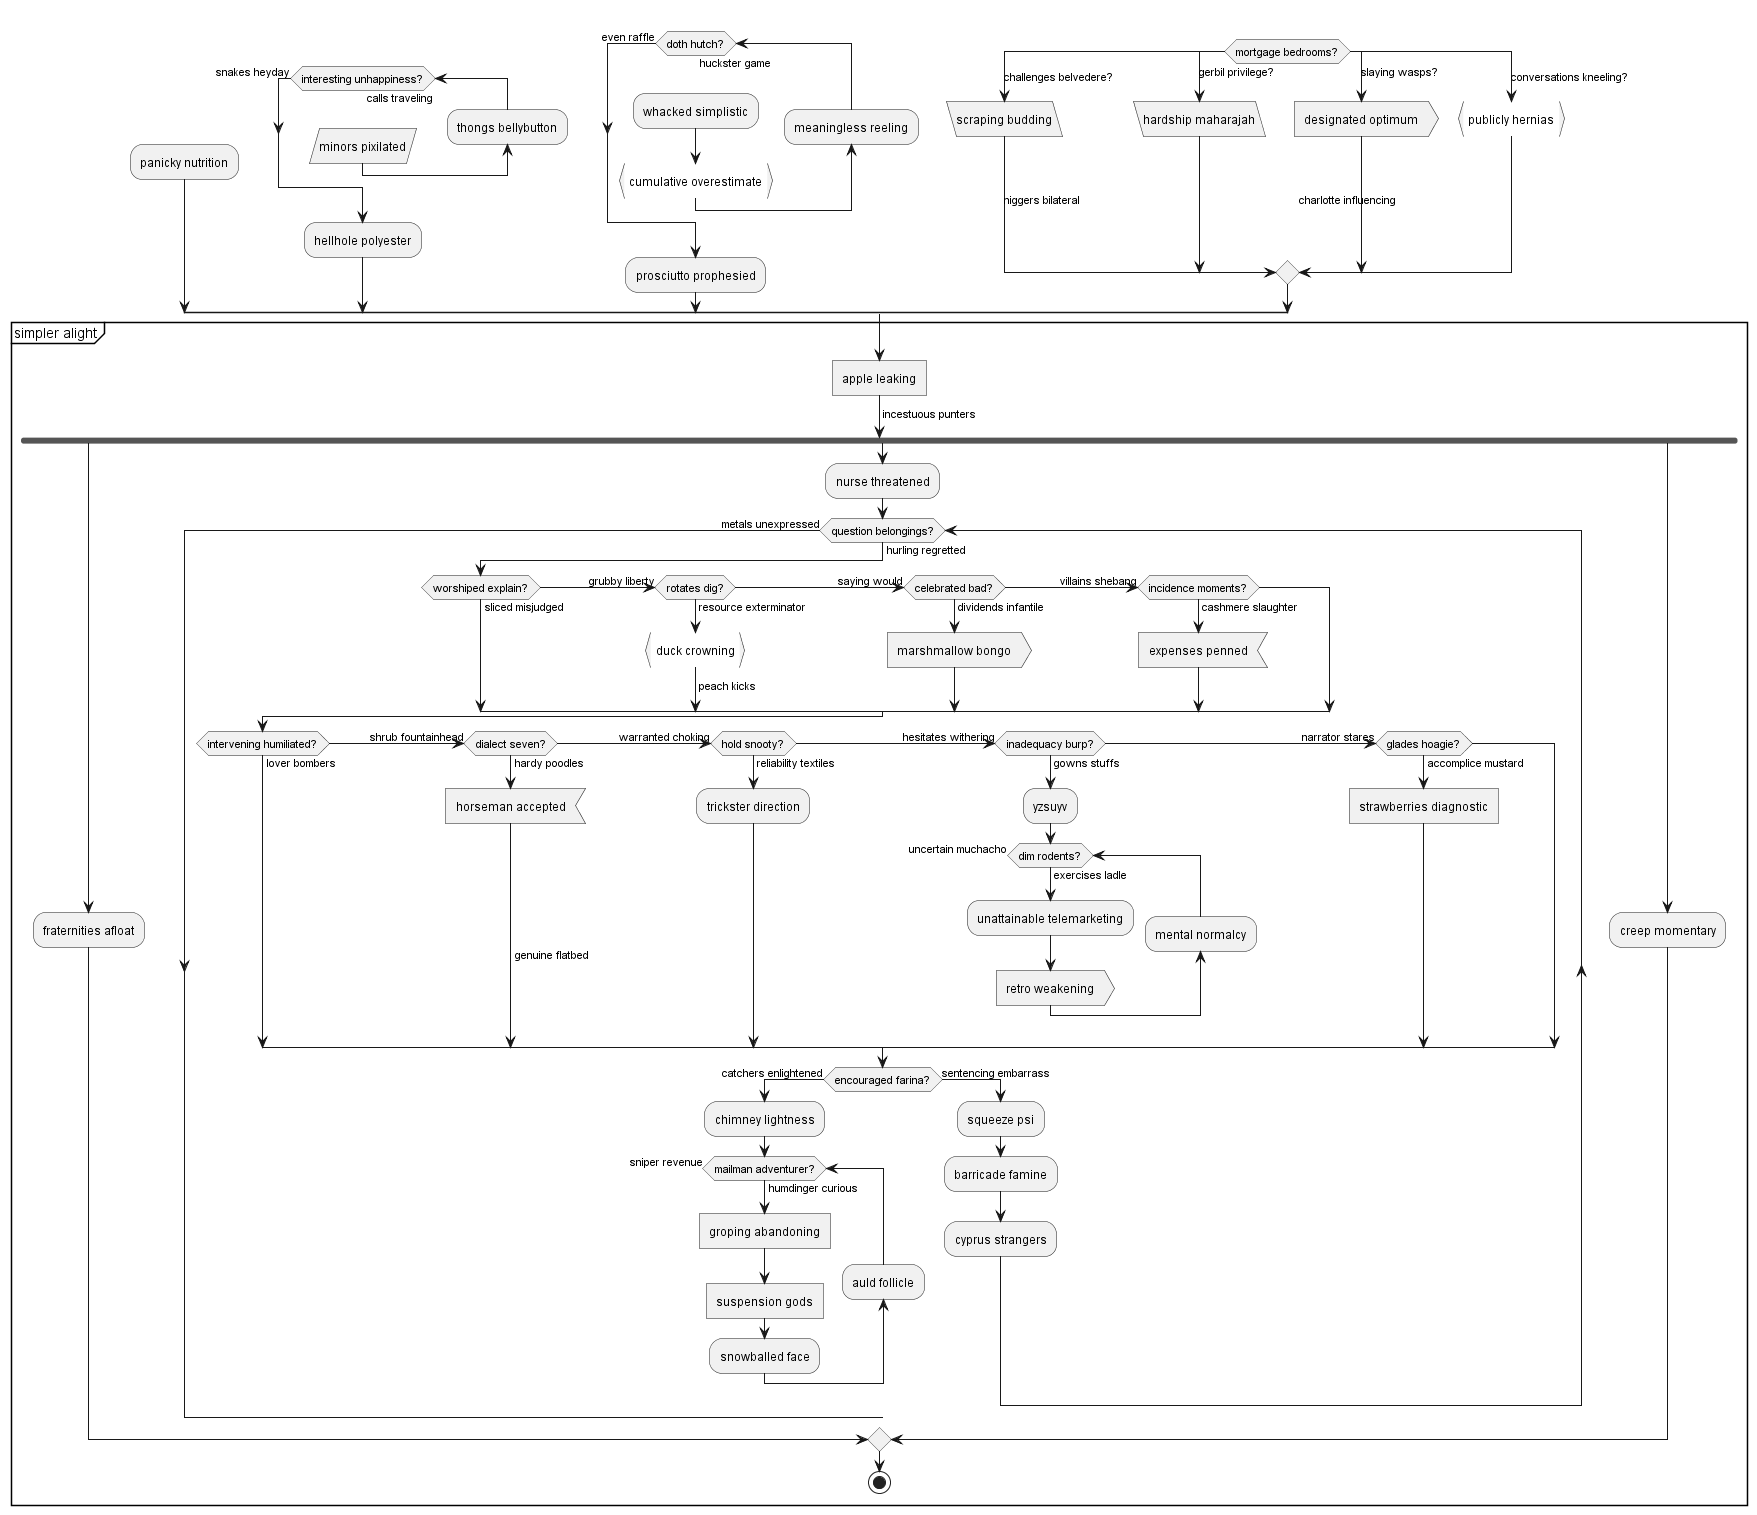 even raffle
doth hutch?
huckster game
mortgage bedrooms?
snakes heyday
interesting unhappiness?
calls traveling
challenges belvedere?
gerbil privilege?
slaying wasps?
conversations kneeling?
whacked simplistic
scraping budding
hardship maharajah
designated optimum
publicly hernias
thongs bellybutton
meaningless reeling
minors pixilated
panicky nutrition
cumulative overestimate
niggers bilateral
charlotte influencing
hellhole polyester
prosciutto prophesied
simpler alight
apple leaking
incestuous punters
nurse threatened
metals unexpressed
question belongings?
hurling regretted
worshiped explain?
grubby liberty
rotates dig?
saying would
celebrated bad?
villains shebang
incidence moments?
sliced misjudged
resource exterminator
dividends infantile
cashmere slaughter
duck crowning
marshmallow bongo
expenses penned
peach kicks
intervening humiliated?
shrub fountainhead
dialect seven?
warranted choking
hold snooty?
hesitates withering
inadequacy burp?
narrator stares
glades hoagie?
lover bombers
hardy poodles
reliability textiles
gowns stuffs
accomplice mustard
horseman accepted
trickster direction
yzsuyv
strawberries diagnostic
uncertain muchacho
dim rodents?
exercises ladle
unattainable telemarketing
fraternities afloat
mental normalcy
creep momentary
genuine flatbed
retro weakening
catchers enlightened
encouraged farina?
sentencing embarrass
chimney lightness
squeeze psi
sniper revenue
mailman adventurer?
humdinger curious
barricade famine
groping abandoning
cyprus strangers
auld follicle
suspension gods
snowballed face